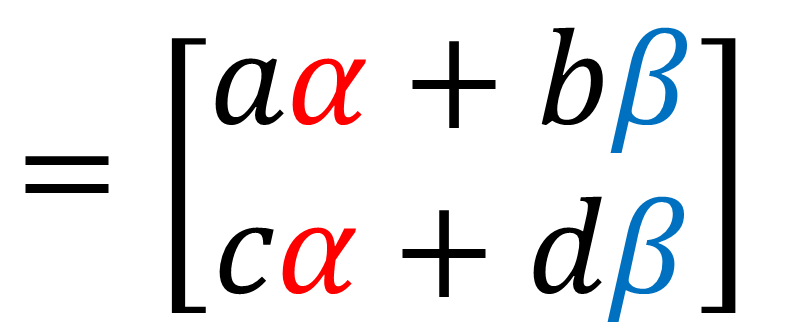 = [aα + bβ
cα + dβ]